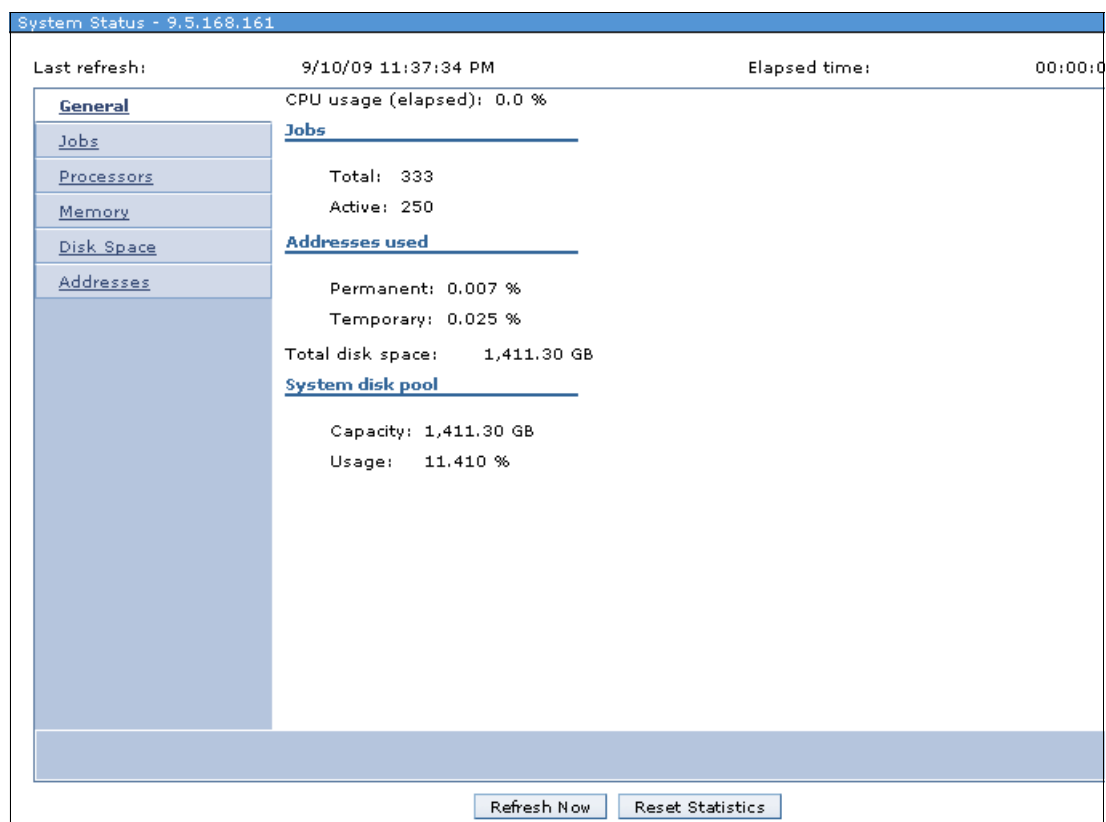 System Status - 9.5.168.161
Last refresh: 9/10/09 11:37:34 PM Elapsed time: 00:00:0
General
Jobs
Processors
Memory
Disk Space
Addresses
CPU usage (elapsed): 0.0 %
Jobs
Total: 333
Active: 250
Addresses used
Permanent: 0.007 %
Temporary: 0.025 %
Total disk space: 1,411.30 GB
System disk pool
Capacity: 1,411.30 GB
Usage: 11.410 %
Refresh Now Reset Statistics